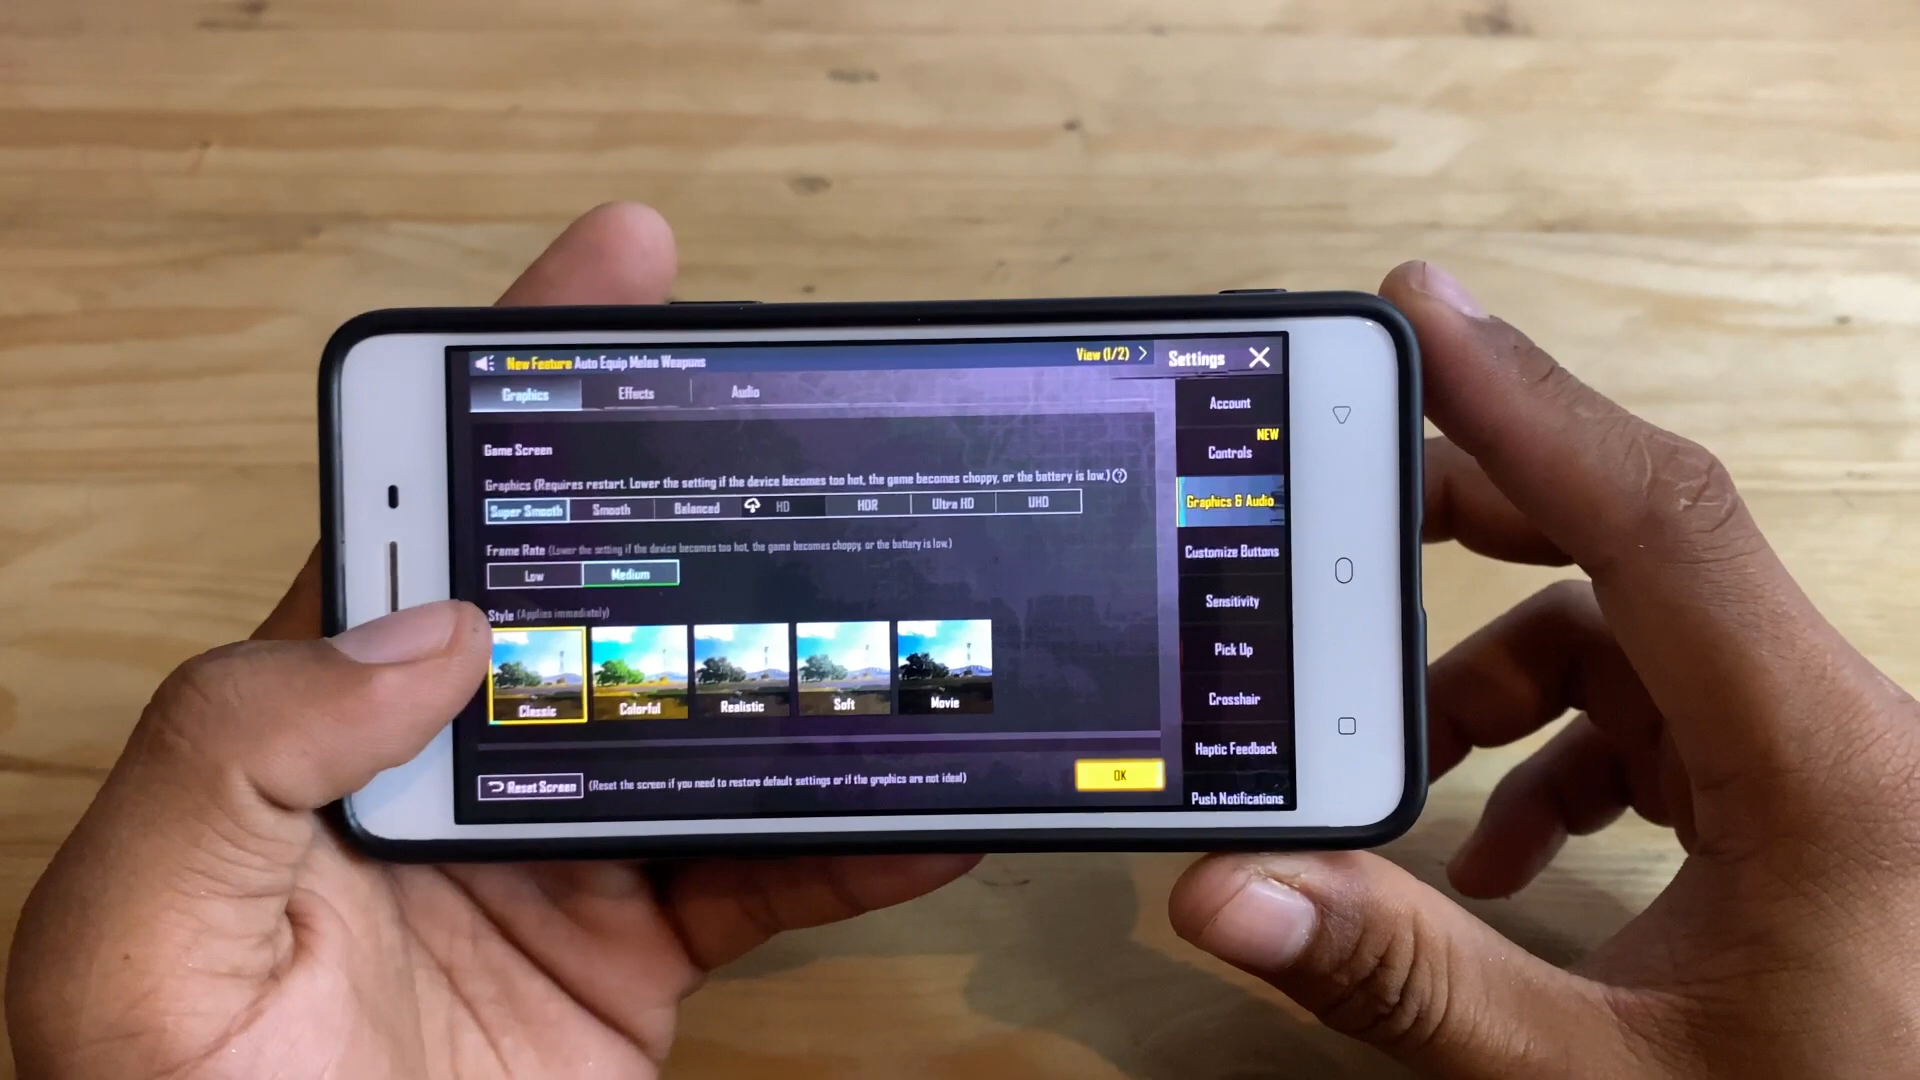 New Feature Auto Equip Melee Weapons
View (1/2)
Settings
Graphics
Effects
Audio
Game Screen
Graphics (Requires restart. Lower the setting if the device becomes too hot, the game becomes choppy, or the battery is low.)
Super Smooth
Smooth
Balanced
HD
HDR
Ultra HD
UHD
Frame Rate (Lower the setting if the device becomes too hot, the game becomes choppy, or the battery is low.)
Low
Medium
Style (Applies immediately)
Classic
Colorful
Realistic
Soft
Movie
Reset Screen
(Reset the screen if you need to restore default settings or if the graphics are not ideal)
OK
Account
NEW
Controls
Graphics & Audio
Customize Buttons
Sensitivity
Pick Up
Crosshair
Haptic Feedback
Push Notifications